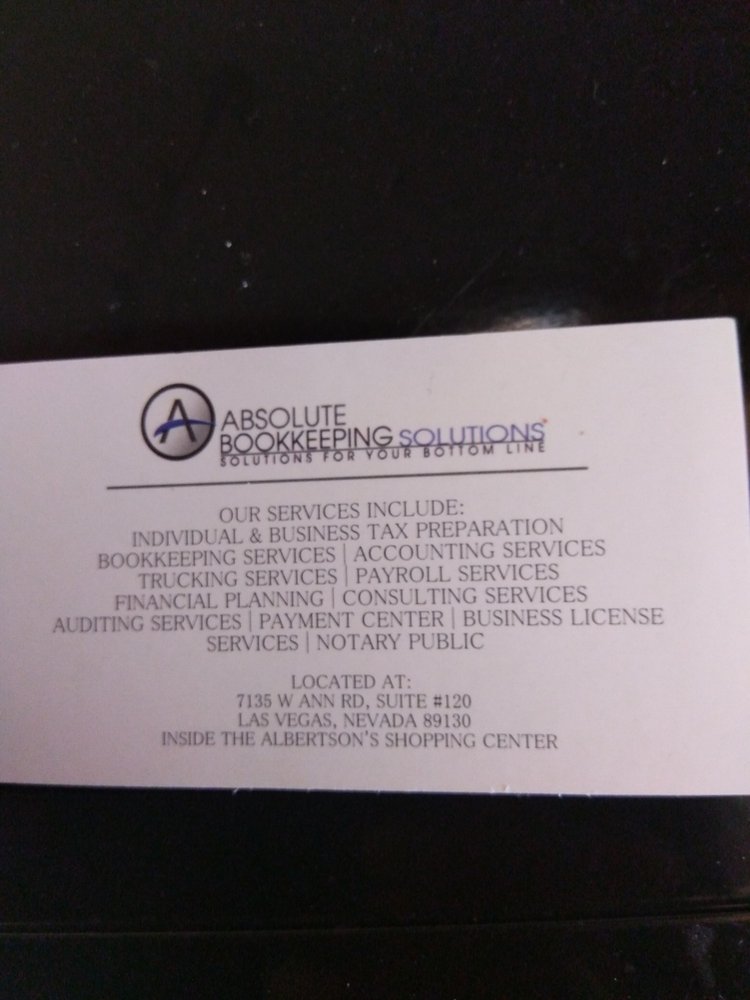 A
ABSOLUTE
BOOKKEEPING SOLUTIONS
SOLUTIONS FOR YOUR BOTTOM LINE
OUR SERVICES INCLUDE:
INDIVIDUAL & BUSINESS TAX PREPARATION
BOOKKEEPING SERVICES | ACCOUNTING SERVICES
TRUCKING SERVICES | PAYROLL SERVICES
FINANCIAL PLANNING | CONSULTING SERVICES
AUDITING SERVICES | PAYMENT CENTER | BUSINESS LICENSE
SERVICES | NOTARY PUBLIC
LOCATED AT:
7135 W ANN RD, SUITE #120
LAS VEGAS, NEVADA 89130
INSIDE THE ALBERTSON'S SHOPPING CENTER